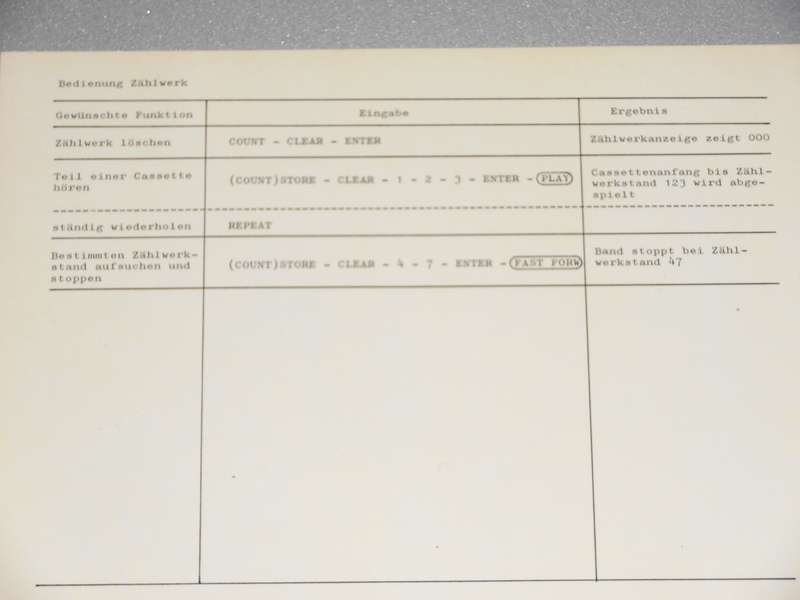 Bedienung Zählwerk
Gewünschte Funktion Eingabe Ergebnis
Zählwerk löschen COUNT - CLEAR - ENTER Zählwerkanzeige zeigt 000
Teil einer Cassette
hören
(COUNT)STORE - CLEAR - 1 - 2 - 3 - ENTER - PLAY
Cassettenanfang bis Zähl-
werkstand 123 wird abge-
spielt
ständig wiederholen REPEAT
Bestimmten Zählwerk-
stand aufsuchen und
stoppen
(COUNT)STORE - CLEAR - 4 - 7 - ENTER - FAST FORW
Band stoppt bei Zähl-
werkstand 47